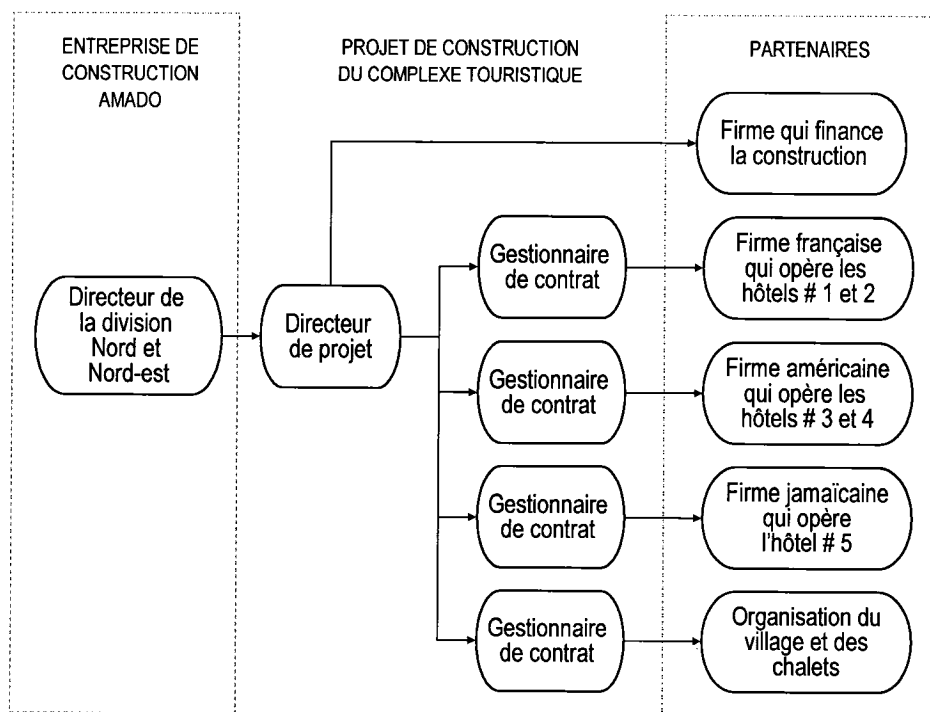 ENTREPRISE DE
CONSTRUCTION
AMADO
PROJET DE CONSTRUCTION
DU COMPLEXE TOURISTIQUE
PARTENAIRES
Firme qui finance
la construction
Gestionnaire
de contrat
Firme française
qui opère les
hôtels # 1 et 2
Directeur de
la division
Nord et
Nord-est
Directeur
de projet
Gestionnaire
de contrat
Firme américaine
qui opère les
hôtels # 3 et 4
Gestionnaire
de contrat
Firme jamaïcaine
qui opère
l'hôtel # 5
Gestionnaire
de contrat
Organisation du
village et des
chalets